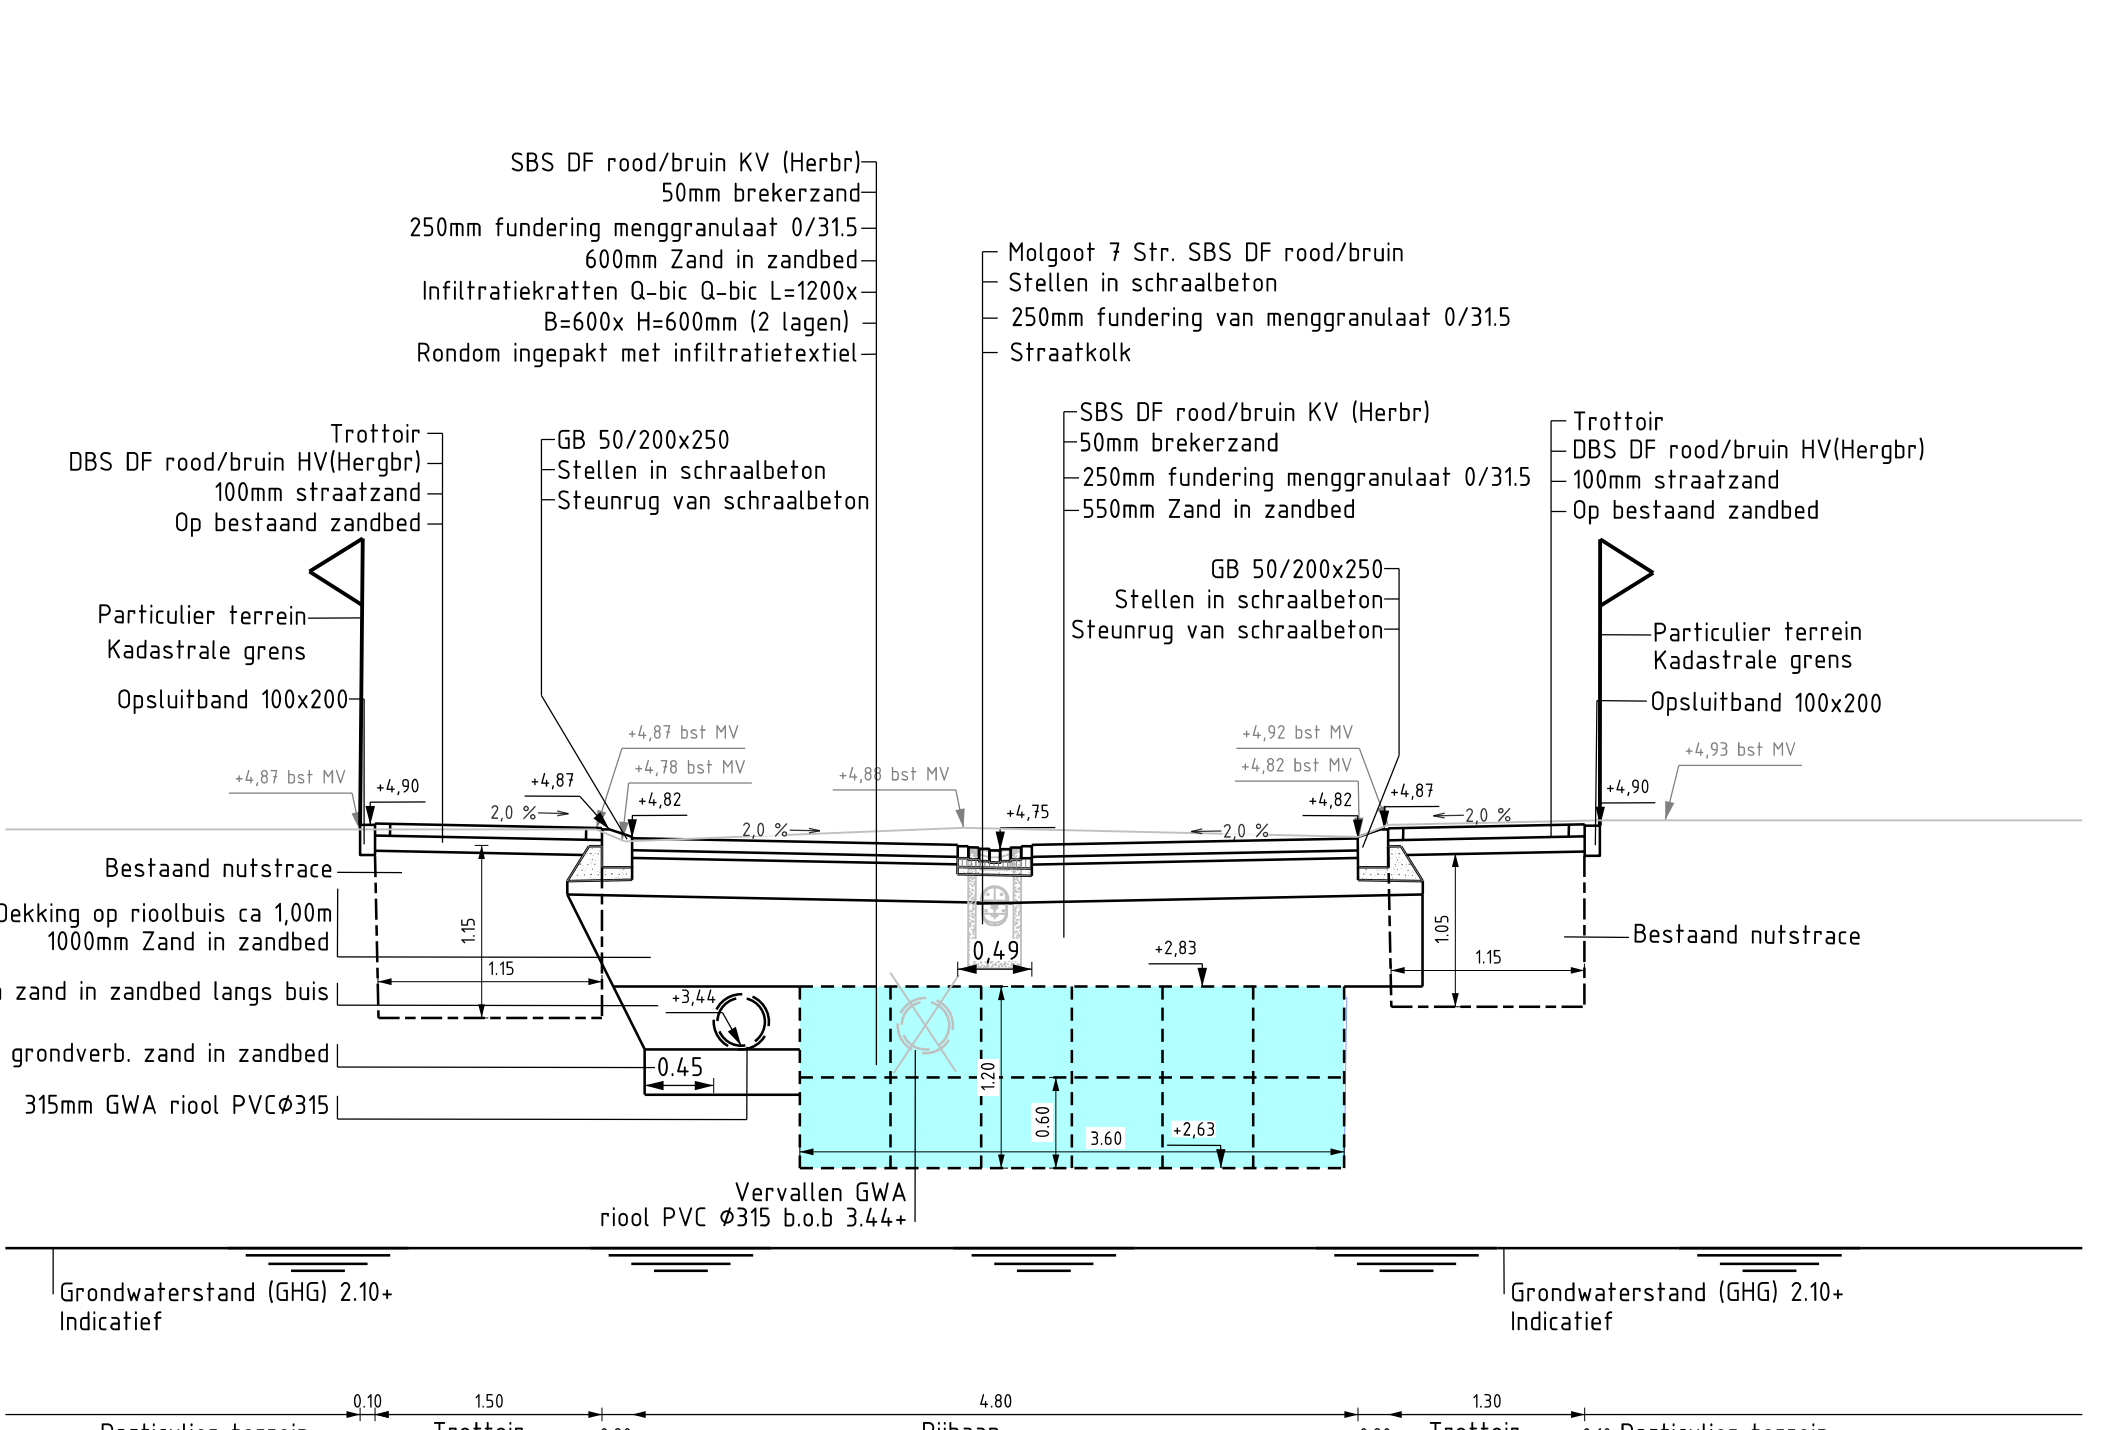 SBS DF rood/bruin KV (Herbr)
50mm brekerzand
250mm fundering menggranulaat 0/31.5
600mm Zand in zandbed
Infiltratiekratten Q-bic Q-bic L=1200x
B=600x H=600mm (2 lagen)
Rondom ingepakt met infiltratietextiel
Molgoot 7 Str. SBS DF rood/bruin
Stellen in schraalbeton
250mm fundering van menggranulaat 0/31.5
Straatkolk
SBS DF rood/bruin KV (Herbr)
50mm brekerzand
250mm fundering menggranulaat 0/31.5
550mm Zand in zandbed
Trottoir
DBS DF rood/bruin HV(Hergbr)
100mm straatzand
Op bestaand zandbed
GB 50/200x250
Stellen in schraalbeton
Steunrug van schraalbeton
Trottoir
DBS DF rood/bruin HV(Hergbr)
100mm straatzand
Op bestaand zandbed
GB 50/200x250
Stellen in schraalbeton
Steunrug van schraalbeton
Particulier terrein
Kadastrale grens
Opsluitband 100x200
Particulier terrein
Kadastrale grens
Opsluitband 100x200
+4,87 bst MV
+4,90
+4,87
+4,87 bst MV
+4,78 bst MV
+4,82
+4,88 bst MV
+4,75
+4,92 bst MV
+4,82 bst MV
+4,82
+4,87
+4,90
+4,93 bst MV
2,0 %
2,0 %
2,0 %
2,0 %
Bestaand nutstrace
Dekking op rioolbuis ca 1,00m
1000mm Zand in zandbed
zand in zandbed langs buis
grondverb. zand in zandbed
315mm GWA riool PVCØ315
1.15
1.15
+3,44
0.45
0,49
+2,83
1.20
0.60
3.60
+2,63
1.05
1.15
Bestaand nutstrace
Vervallen GWA
riool PVC Ø315 b.o.b 3.44+
Grondwaterstand (GHG) 2.10+
Indicatief
Grondwaterstand (GHG) 2.10+
Indicatief
0.10 1.50 4.80 1.30
Particulier terrein Trottoir Rijbaan Trottoir Particulier terrein